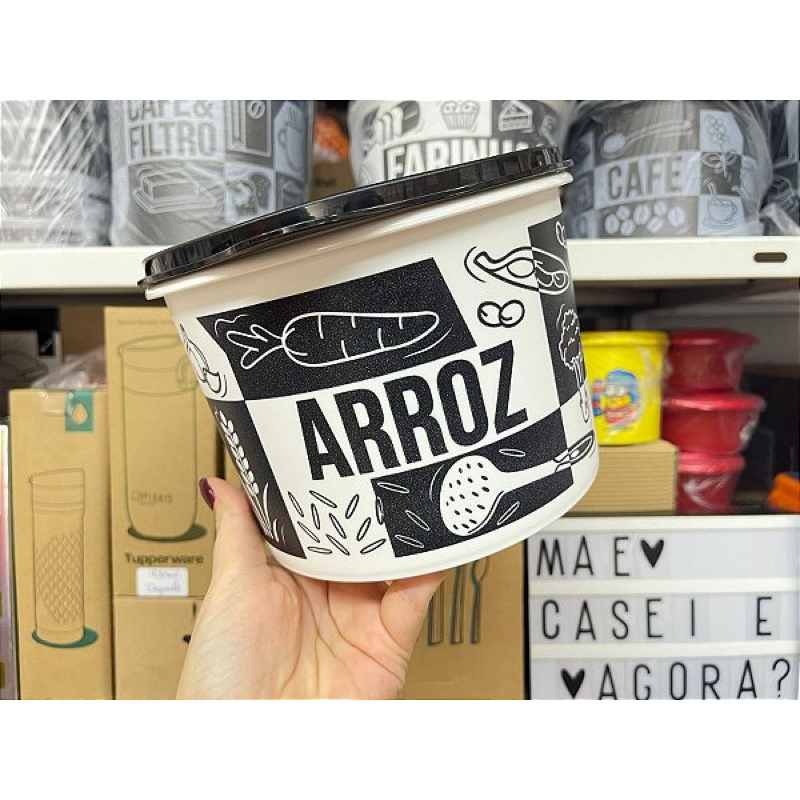 CAFÉ &
FILTRO
FARINHA
CAFÉ
ARROZ
Tupperware
MAE♥
CASEI E
♥AGORA?